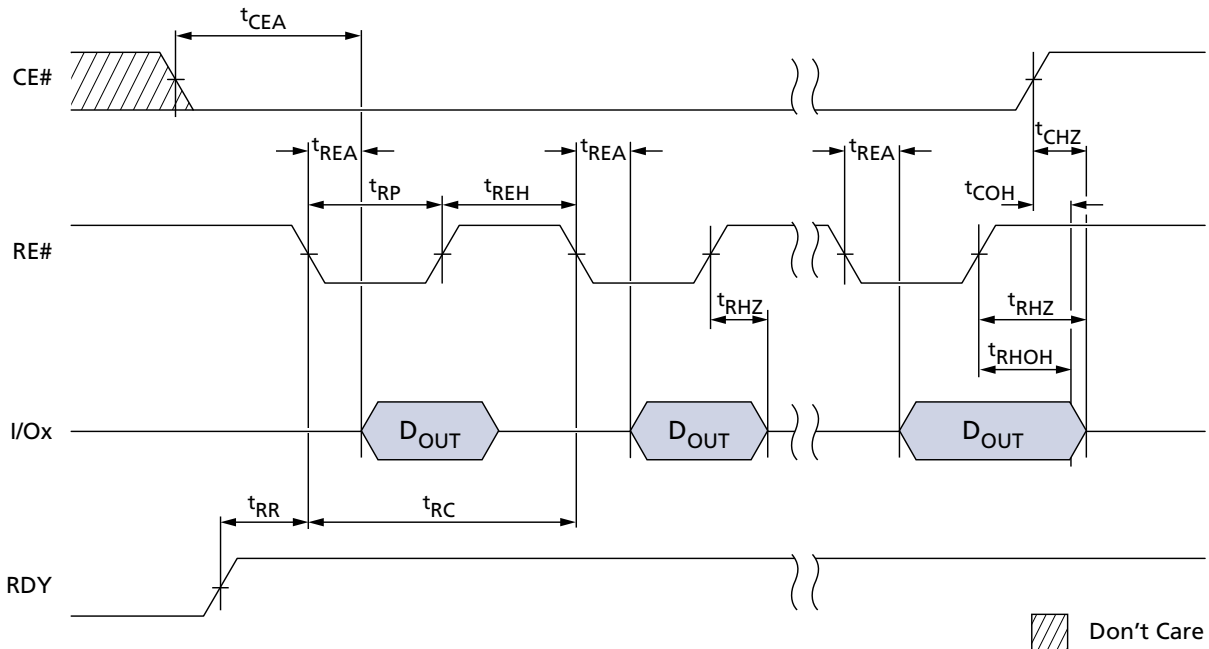 tCEA
CE#
tREA
tREA
tREA
tCHZ
tRP
tREH
tCOH
RE#
tRHZ
tRHZ
tRHOH
I/Ox
DOUT
DOUT
DOUT
tRR
tRC
RDY
Don't Care